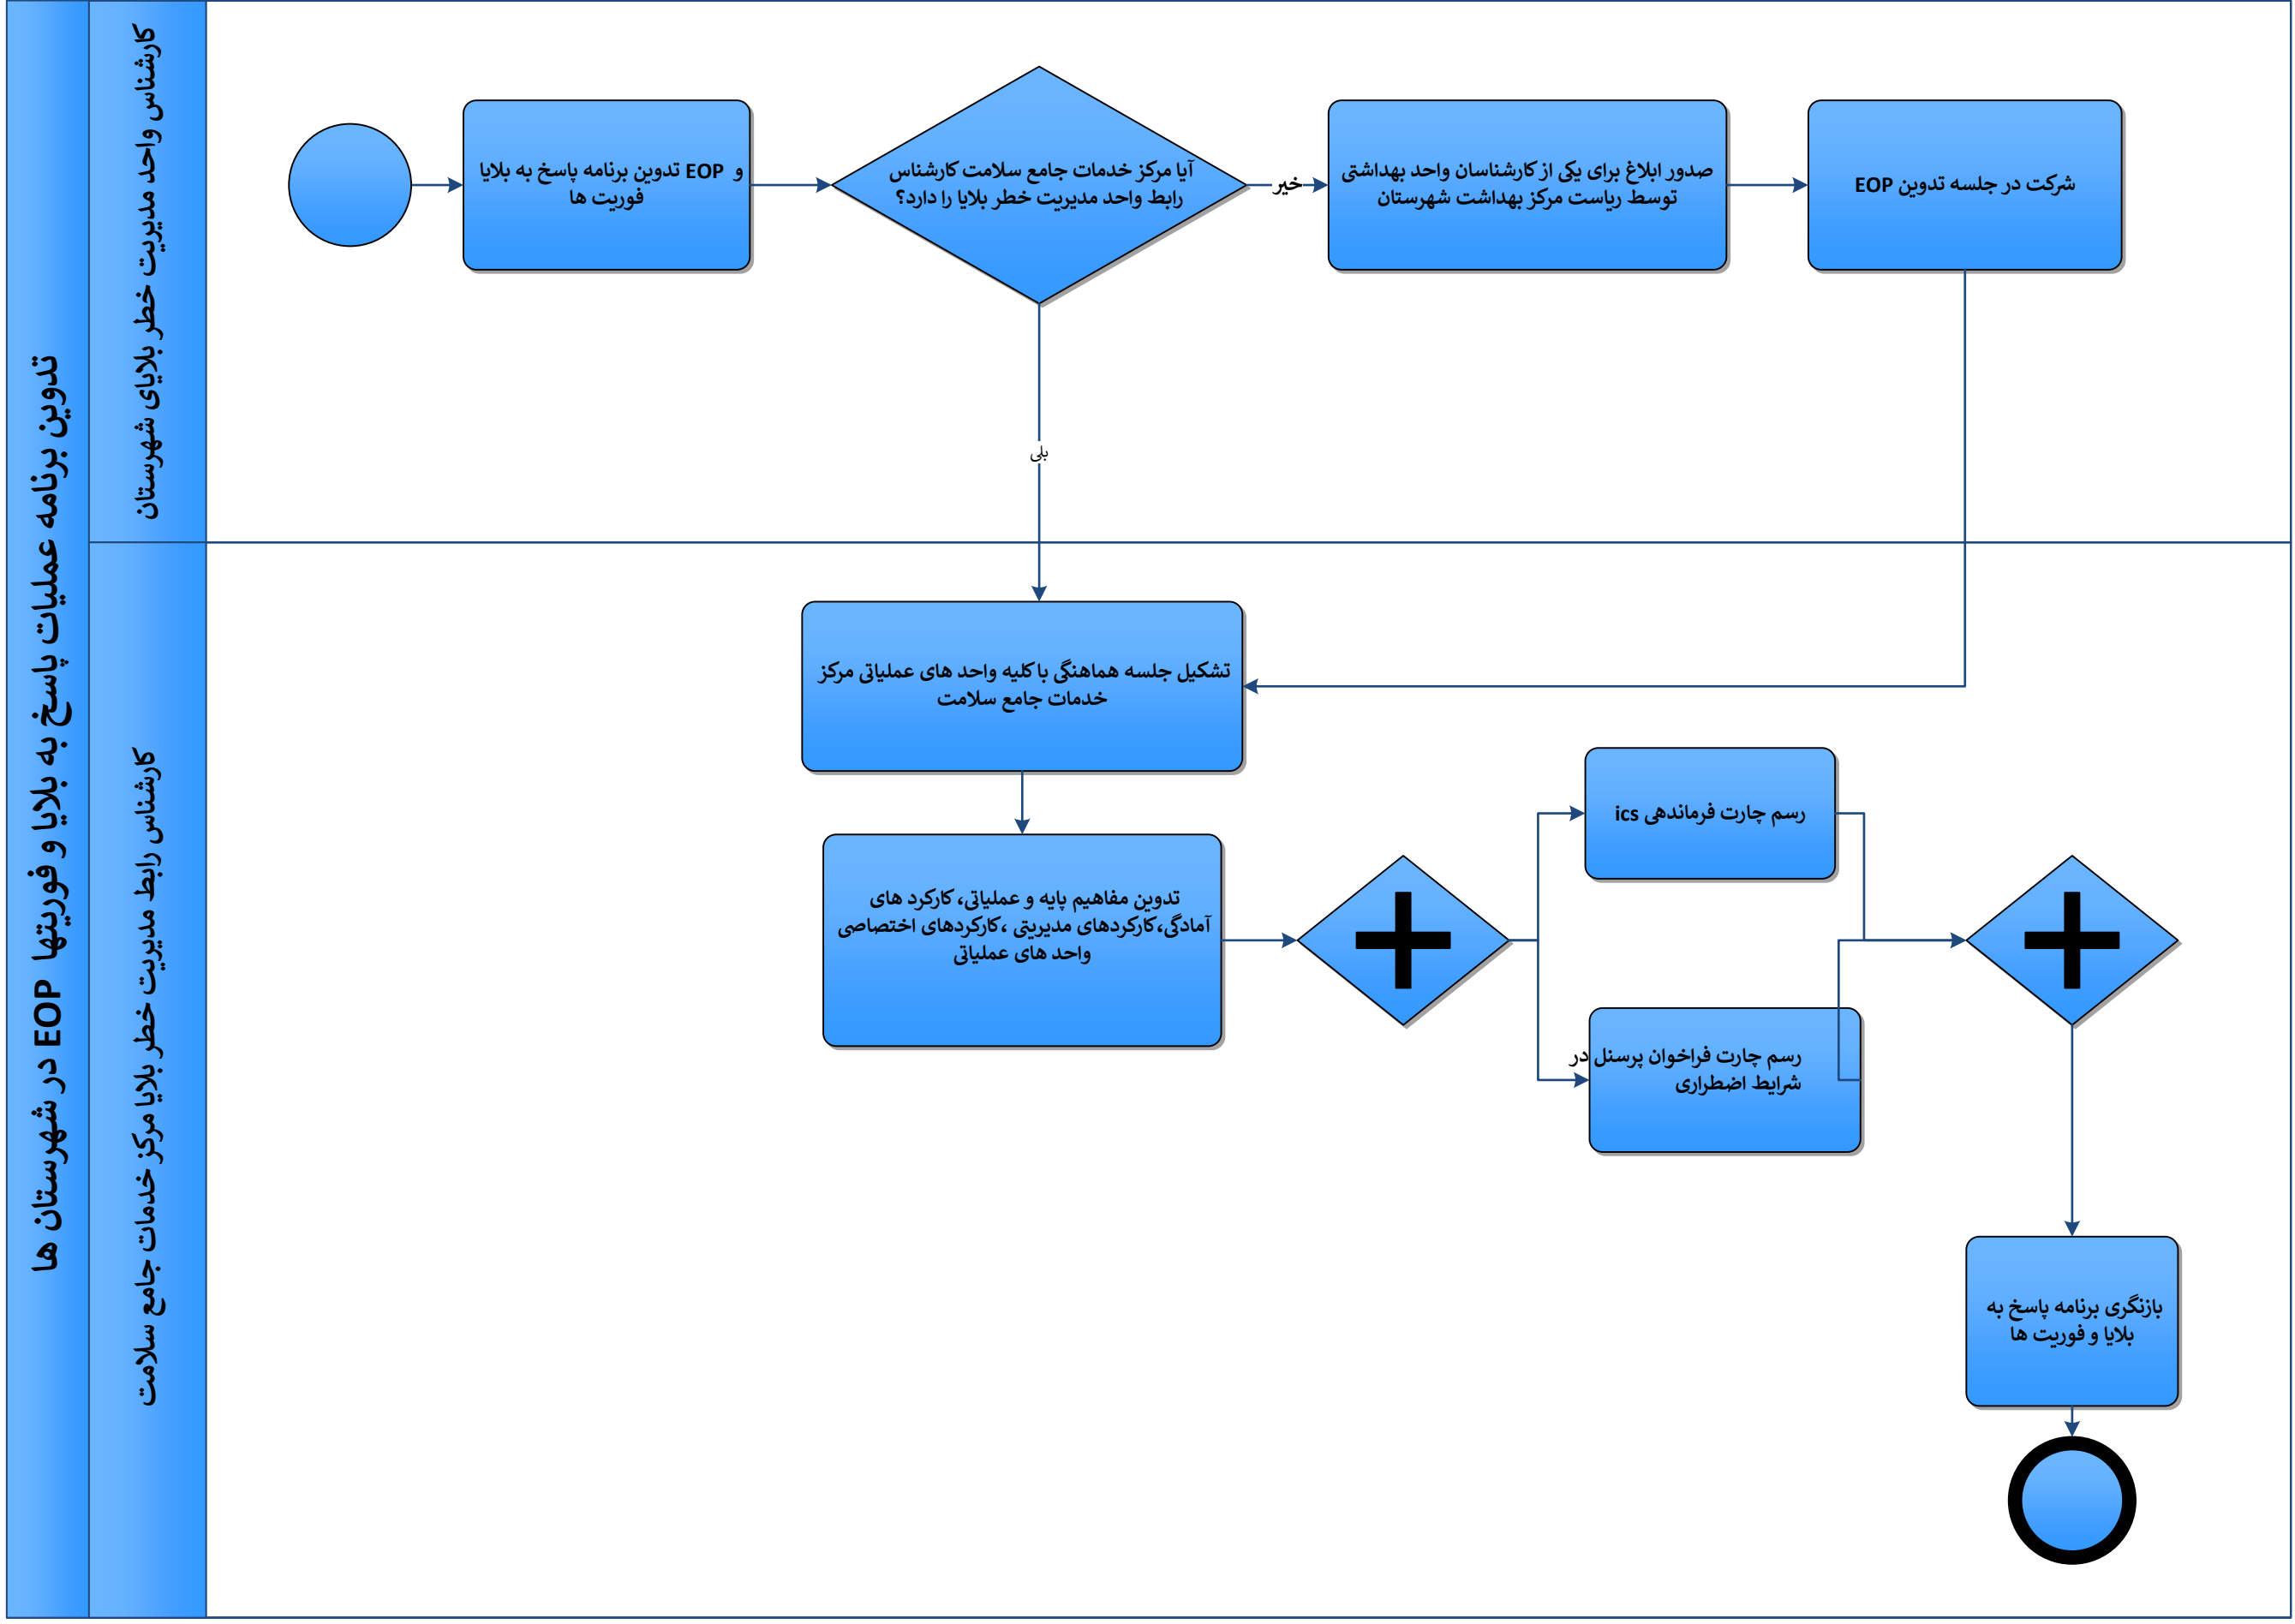 تدوین برنامه عملیات پاسخ به بلایا و فوریتها EOP در شهرستان ها
کارشناس واحد مدیریت خطر بلایای شهرستان
و EOP تدوین برنامه پاسخ به بلایا
فوریت ها
آیا مرکز خدمات جامع سلامت کارشناس
رابط واحد مدیریت خطر بلایا را دارد؟
خیر
صدور ابلاغ برای یکی از کارشناسان واحد بهداشتی
توسط ریاست مرکز بهداشت شهرستان
شرکت در جلسه تدوین EOP
بلی
کارشناس رابط مدیریت خطر بلایا مرکز خدمات جامع سلامت
تشکیل جلسه هماهنگی با کلیه واحد های عملیاتی مرکز
خدمات جامع سلامت
تدوین مفاهیم پایه و عملیاتی، کارکرد های
آمادگی،کارکردهای مدیریتی ،کارکردهای اختصاصی
واحد های عملیاتی
رسم چارت فرماندهی ics
رسم چارت فراخوان پرسنل در
شرایط اضطراری
بازنگری برنامه پاسخ به
بلایا و فوریت ها